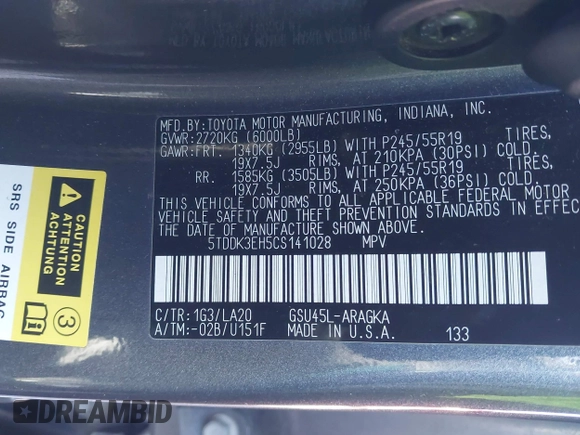 MFD.BY:TOYOTA MOTOR MANUFACTURING, INDIANA, INC.
GVWR:2720KG (6000LB)
GAWR:FRT. 1340KG (2955LB) WITH P245/55R19 TIRES,
19X7.5J RIMS, AT 210KPA (30PSI) COLD.
RR. 1585KG (3505LB) WITH P245/55R19 TIRES,
19X7.5J RIMS, AT 250KPA (36PSI) COLD.
THIS VEHICLE CONFORMS TO ALL APPLICABLE FEDERAL MOTOR
VEHICLE SAFETY AND THEFT PREVENTION STANDARDS IN EFFEC
THE DATE OF MANUFACTURE SHOWN ABOVE.
5TDDK3EH5CS141028 MPV
C/TR:1G3/LA20 GSU45L-ARAGKA
A/TM:-02B/U151F MADE IN U.S.A. 133
SRS SIDE AIRBAG
CAUTION
ATTENTION
ACHTUNG
3
DREAMBID